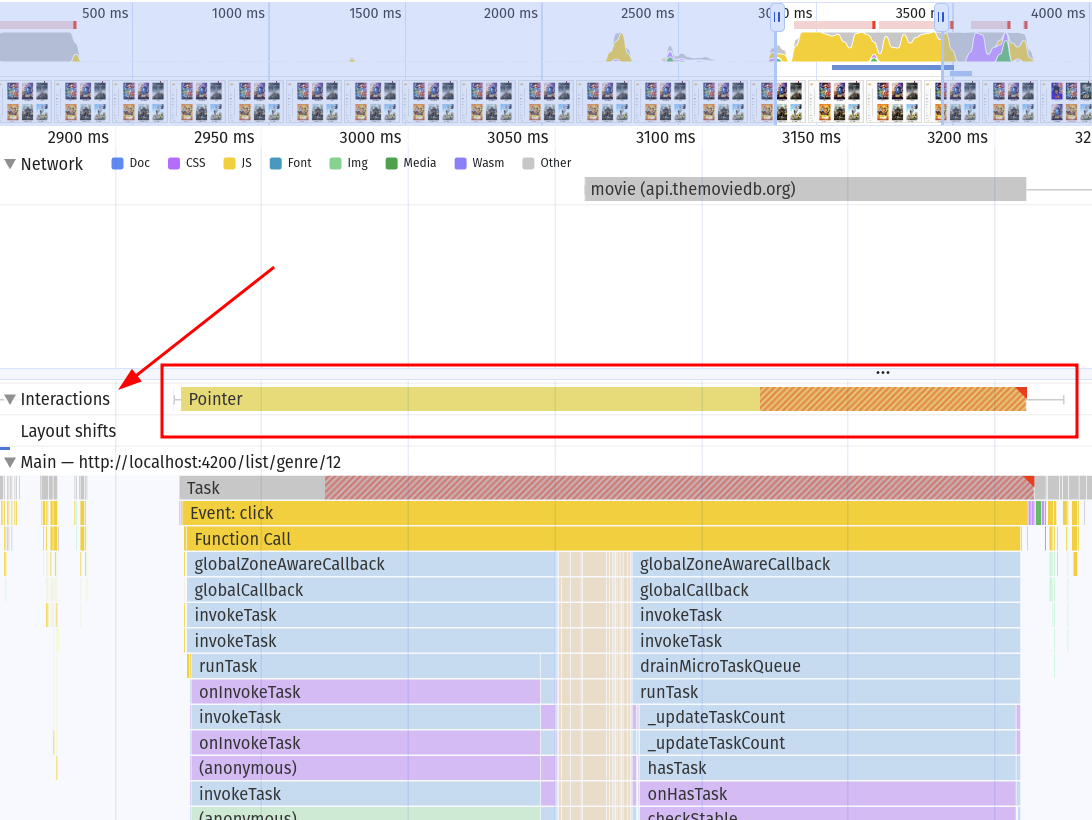 500 ms 1000 ms 1500 ms 2000 ms 2500 ms ms 3500 4000 ms
2900 ms 2950 ms 3000 ms 3050 ms 3100 ms 3150 ms 3200 ms 32
Network Doc CSS JS Font Img Media Wasm Other
movie (api.themoviedb.org)
...
Interactions Pointer
Layout shifts
Main — http://localhost:4200/list/genre/12
Task
Event: click
Function Call
globalZoneAwareCallback globalZoneAwareCallback
globalCallback globalCallback
invokeTask invokeTask
invokeTask invokeTask
runTask drainMicroTaskQueue
onInvokeTask runTask
invokeTask _updateTaskCount
onInvokeTask _updateTaskCount
(anonymous) hasTask
invokeTask onHasTask
(anonymous) checkStable